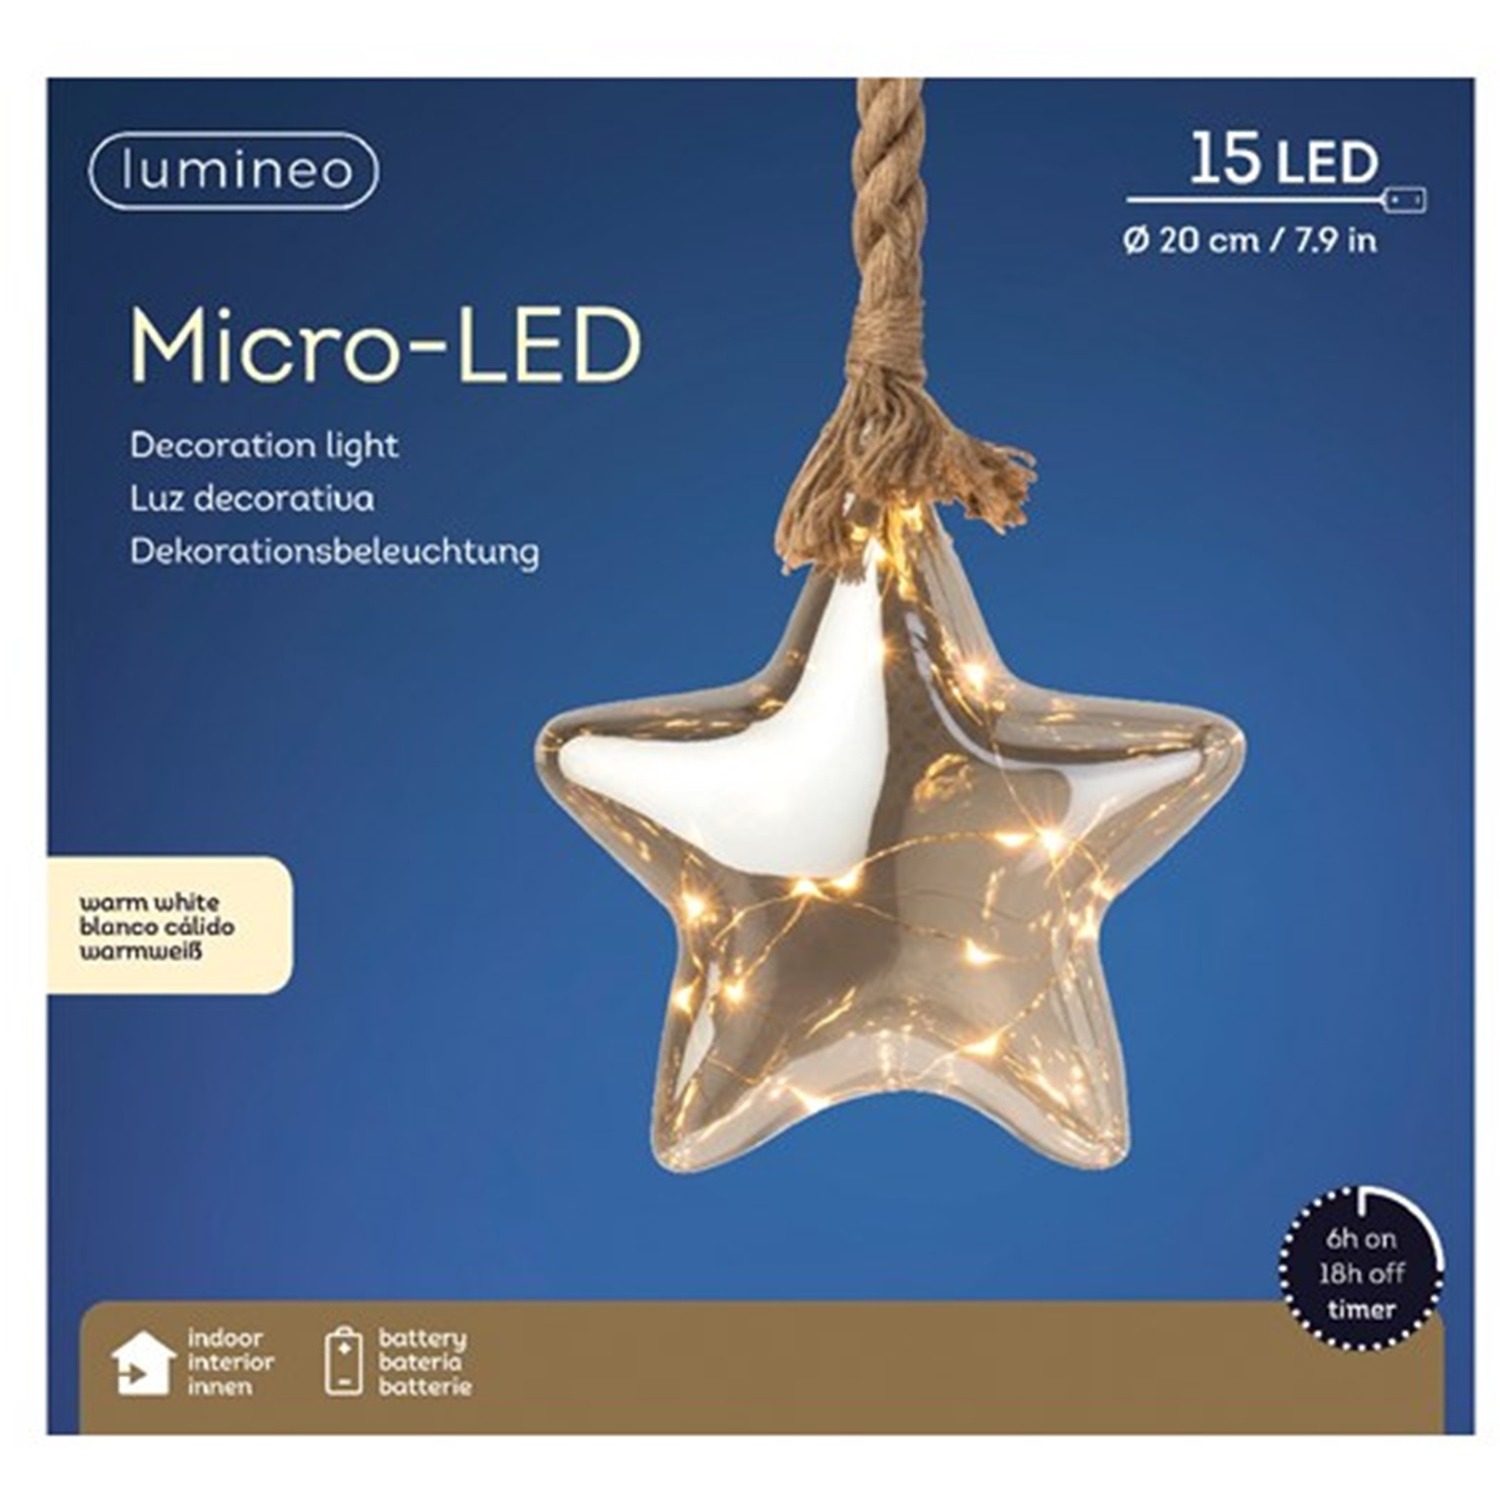 lumineo
15 LED
Ø 20 cm / 7.9 in
Micro-LED
Decoration light
Luz decorativa
Dekorationsbeleuchtung
warm white
blanco cálido
warmweiß
6h on
18h off
timer
indoor
interior
innen
battery
bateria
batterie